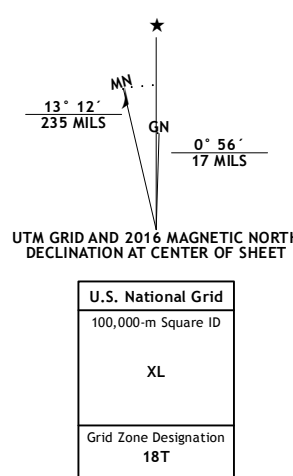 ★
MN
GN
13° 12´
235 MILS
0° 56´
17 MILS
UTM GRID AND 2016 MAGNETIC NORTH
DECLINATION AT CENTER OF SHEET
U.S. National Grid
100,000-m Square ID
XL
Grid Zone Designation
18T